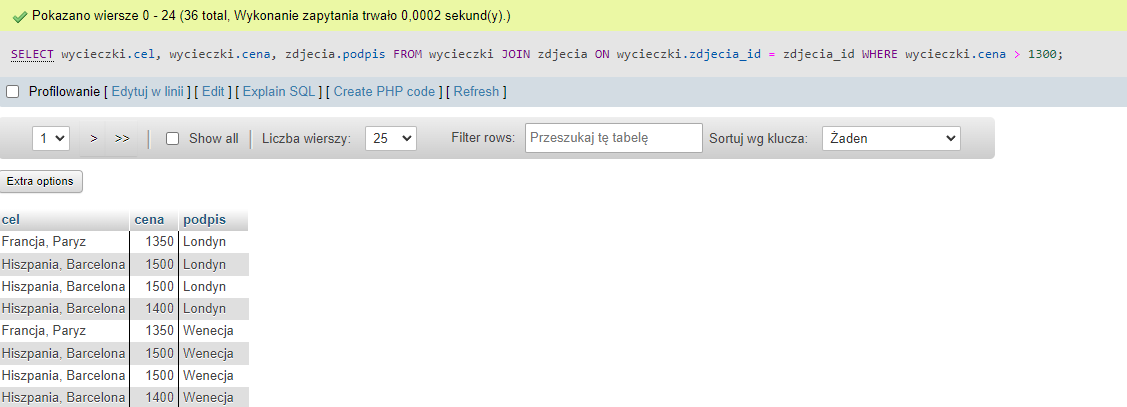 Pokazano wiersze 0 - 24 (36 total, Wykonanie zapytania trwało 0,0002 sekund(y).)
SELECT wycieczki.cel, wycieczki.cena, zdjecia.podpis FROM wycieczki JOIN zdjecia ON wycieczki.zdjecia_id = zdjecia_id WHERE wycieczki.cena > 1300;
Profilowanie [ Edytuj w linii ] [ Edit ] [ Explain SQL ] [ Create PHP code ] [ Refresh ]
1 > >> | Show all | Liczba wierszy: 25 Filter rows: Przeszukaj tę tabelę Sortuj wg klucza: Żaden
Extra options
cel cena podpis
Francja, Paryz 1350 Londyn
Hiszpania, Barcelona 1500 Londyn
Hiszpania, Barcelona 1500 Londyn
Hiszpania, Barcelona 1400 Londyn
Francja, Paryz 1350 Wenecja
Hiszpania, Barcelona 1500 Wenecja
Hiszpania, Barcelona 1500 Wenecja
Hiszpania, Barcelona 1400 Wenecja